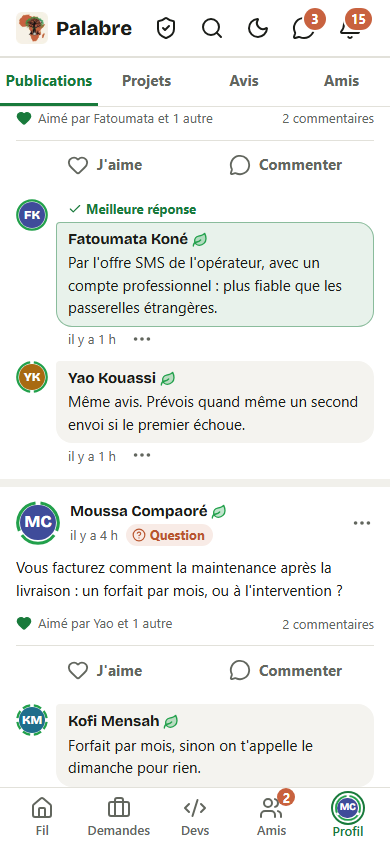 Palabre
3
15
Publications
Projets
Avis
Amis
Aimé par Fatoumata et 1 autre
2 commentaires
J'aime
Commenter
FK
Meilleure réponse
Fatoumata Koné
Par l'offre SMS de l'opérateur, avec un
compte professionnel : plus fiable que les
passerelles étrangères.
il y a 1 h
YK
Yao Kouassi
Même avis. Prévois quand même un second
envoi si le premier échoue.
il y a 1 h
MC
Moussa Compaoré
il y a 4 h
Question
Vous facturez comment la maintenance après la
livraison : un forfait par mois, ou à l'intervention ?
Aimé par Yao et 1 autre
2 commentaires
J'aime
Commenter
KM
Kofi Mensah
Forfait par mois, sinon on t'appelle le
dimanche pour rien.
Fil
Demandes
Devs
2
Amis
MC
Profil